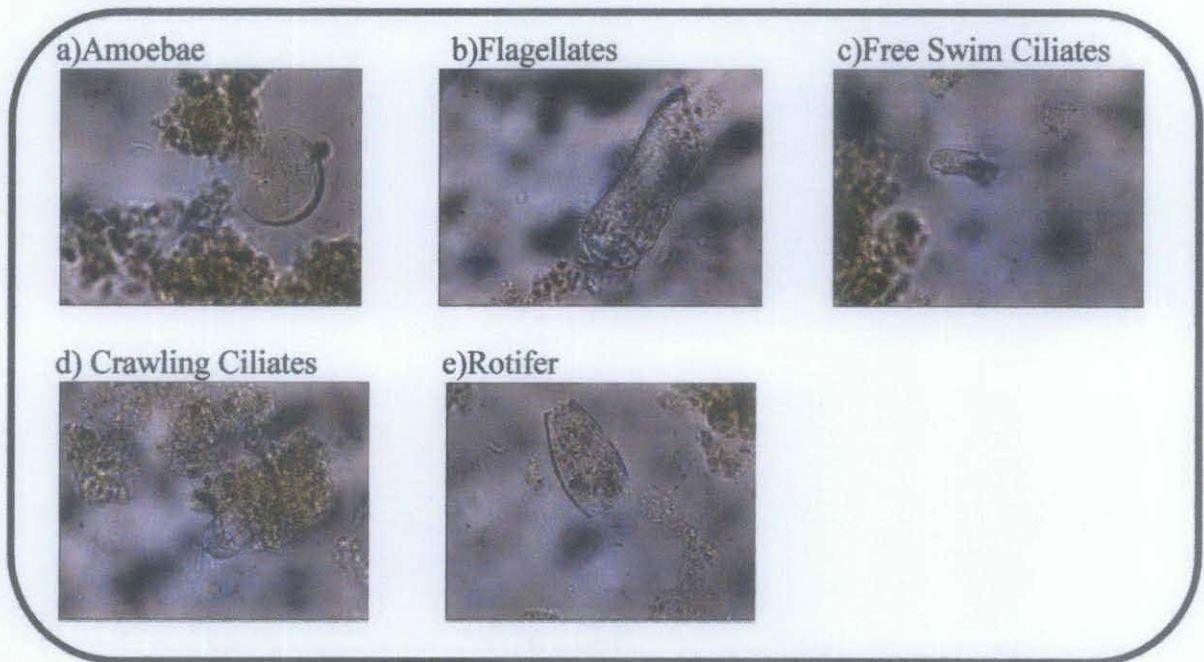 a)Amoebae
b)Flagellates
c)Free Swim Ciliates
d) Crawling Ciliates
e)Rotifer